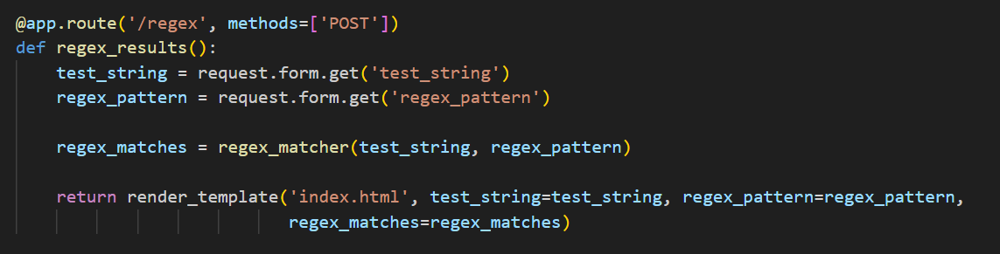 @app.route('/regex', methods=['POST'])
def regex_results():
    test_string = request.form.get('test_string')
    regex_pattern = request.form.get('regex_pattern')

    regex_matches = regex_matcher(test_string, regex_pattern)

    return render_template('index.html', test_string=test_string, regex_pattern=regex_pattern,
                           regex_matches=regex_matches)